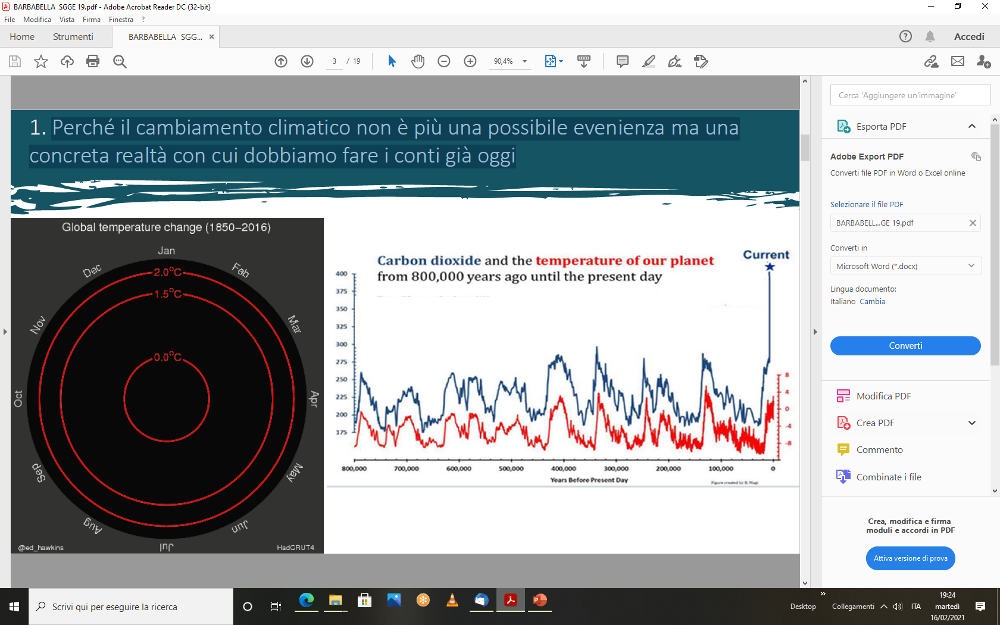 BARBABELLA  SGGE 19.pdf - Adobe Acrobat Reader DC (32-bit)
File Modifica Vista Firma Finestra ?
Home Strumenti BARBABELLA SGG... × Accedi
3 / 19 90,4%
Cerca 'Aggiungere un'immagine'
Esporta PDF
Adobe Export PDF
Converti file PDF in Word o Excel online
Selezionare il file PDF
BARBABELL...GE 19.pdf
Converti in
Microsoft Word (*.docx)
Lingua documento:
Italiano Cambia
Converti
Modifica PDF
Crea PDF
Commento
Combinate i file
Crea, modifica e firma
moduli e accordi in PDF
Attiva versione di prova
1. Perché il cambiamento climatico non è più una possibile evenienza ma una
concreta realtà con cui dobbiamo fare i conti già oggi
Global temperature change (1850–2016)
Jan
Feb
Mar
Apr
May
Jun
Jul
Aug
Sep
Oct
Nov
Dec
2.0°C
1.5°C
0.0°C
@ed_hawkins HadCRUT4
Carbon dioxide and the temperature of our planet
from 800,000 years ago until the present day
Current
400
375
350
325
300
275
250
225
200
175
8
4
0
-4
-8
800,000 700,000 600,000 500,000 400,000 300,000 200,000 100,000 0
Years Before Present Day
Figure created by B. Magi
Scrivi qui per eseguire la ricerca
Desktop Collegamenti ITA
19:24
martedì
16/02/2021